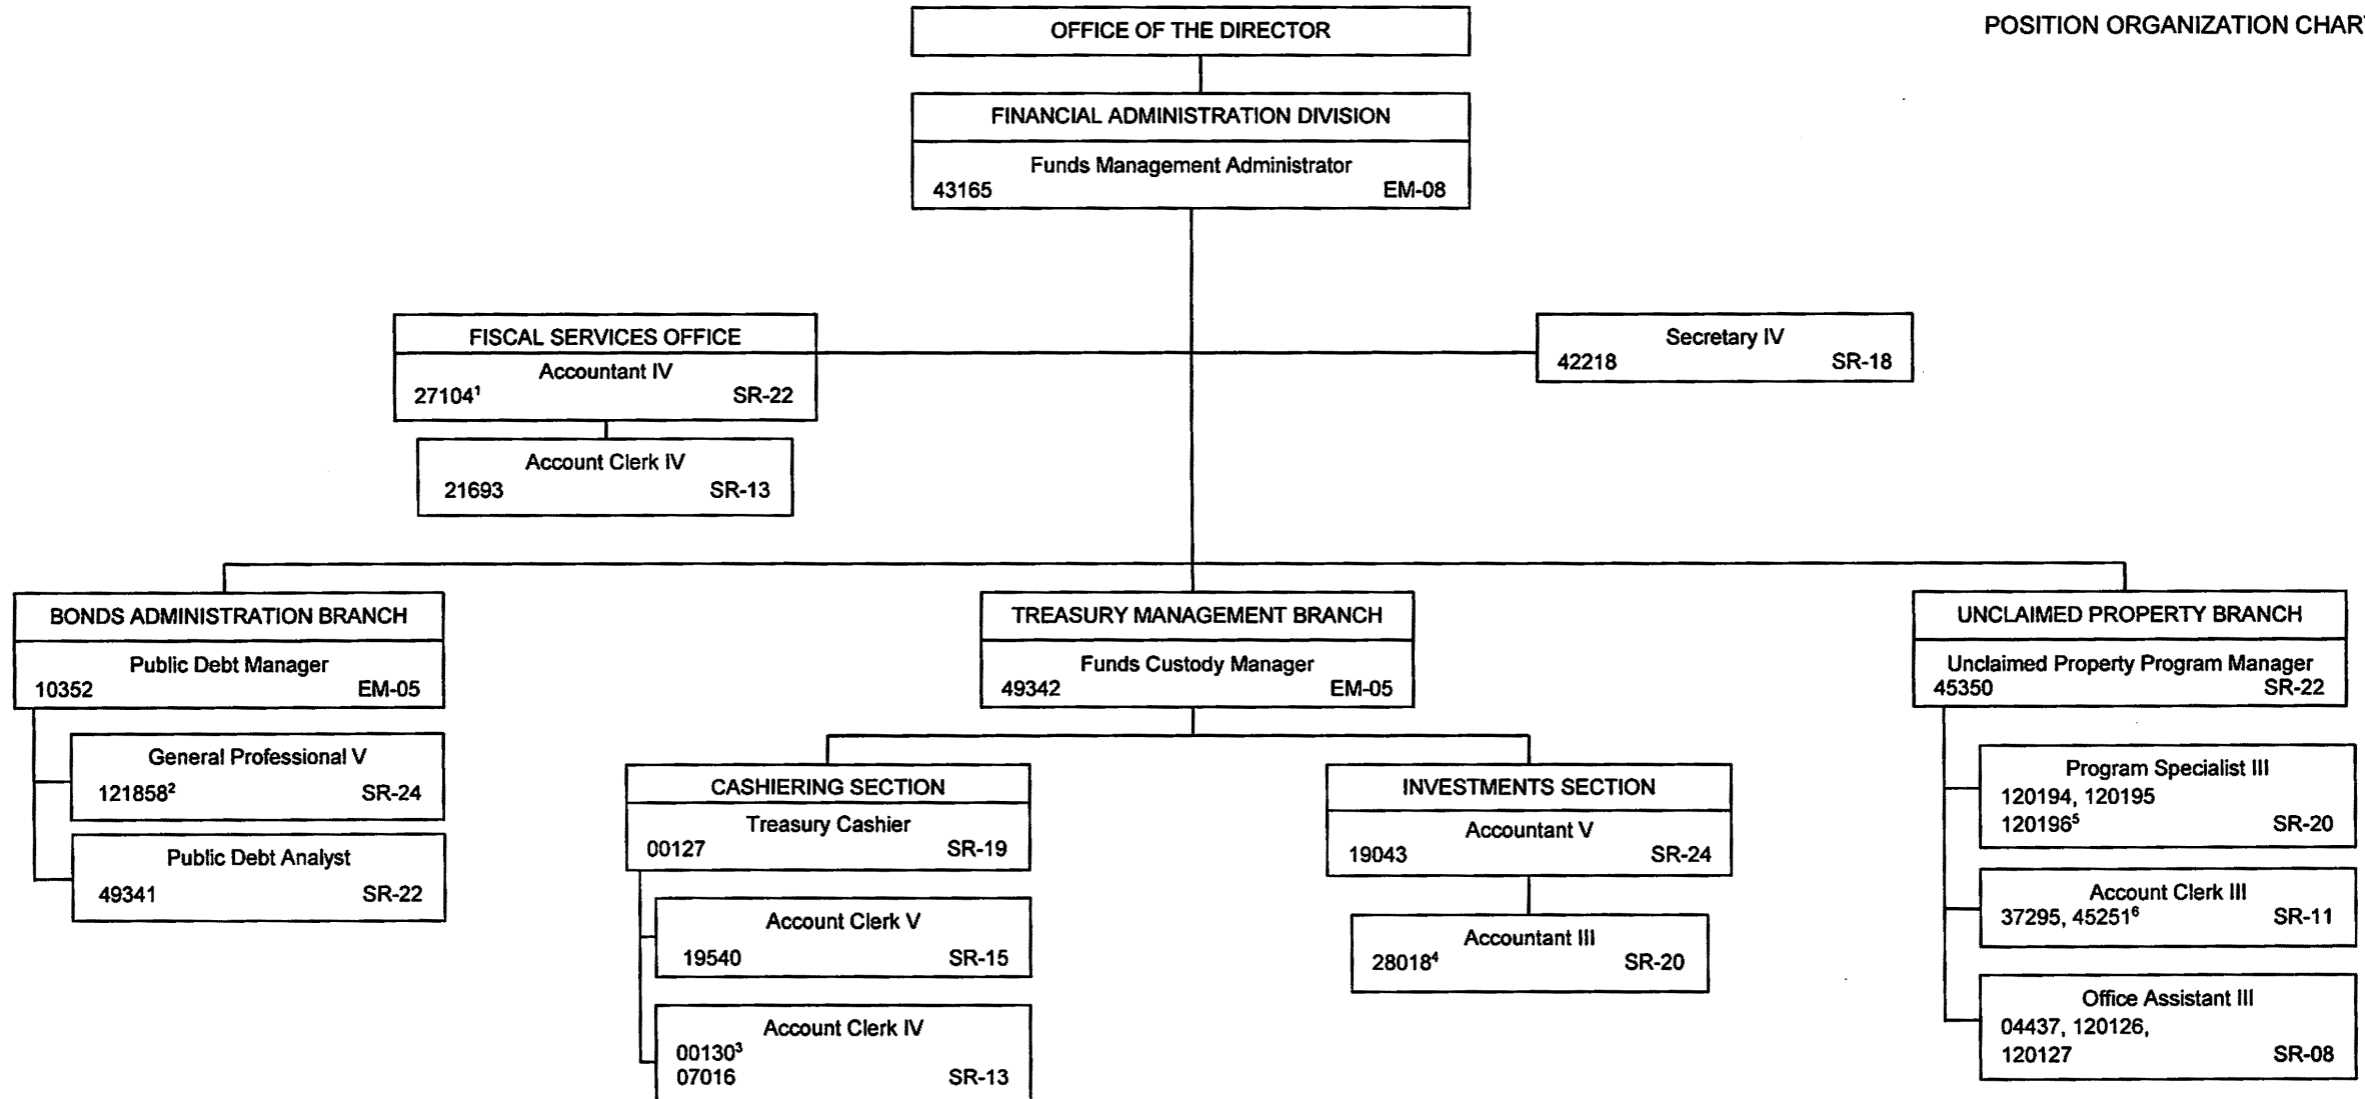 POSITION ORGANIZATION CHAR
OFFICE OF THE DIRECTOR
FINANCIAL ADMINISTRATION DIVISION
Funds Management Administrator
43165 EM-08
FISCAL SERVICES OFFICE
Accountant IV
27104¹ SR-22
Secretary IV
42218 SR-18
Account Clerk IV
21693 SR-13
BONDS ADMINISTRATION BRANCH
Public Debt Manager
10352 EM-05
General Professional V
121858² SR-24
Public Debt Analyst
49341 SR-22
TREASURY MANAGEMENT BRANCH
Funds Custody Manager
49342 EM-05
CASHIERING SECTION
Treasury Cashier
00127 SR-19
Account Clerk V
19540 SR-15
Account Clerk IV
00130³
07016 SR-13
INVESTMENTS SECTION
Accountant V
19043 SR-24
Accountant III
28018⁴ SR-20
UNCLAIMED PROPERTY BRANCH
Unclaimed Property Program Manager
45350 SR-22
Program Specialist III
120194, 120195
120196⁵ SR-20
Account Clerk III
37295, 45251⁶ SR-11
Office Assistant III
04437, 120126,
120127 SR-08